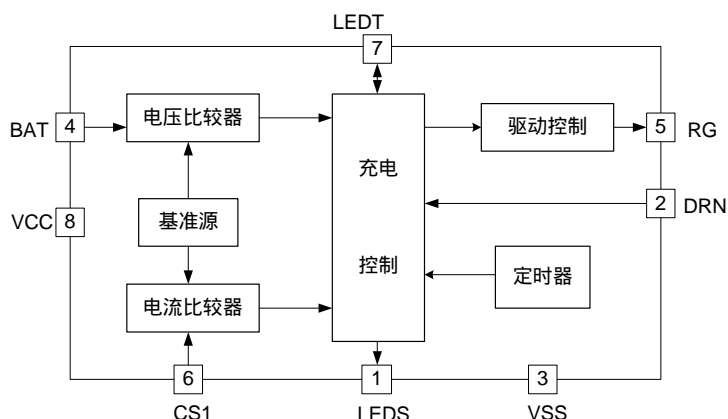 LEDT
7
BAT
4
电压比较器
驱动控制
5
RG
充电
2
DRN
VCC
8
基准源
控制
定时器
电流比较器
6
1
3
CS1
LEDS
VSS